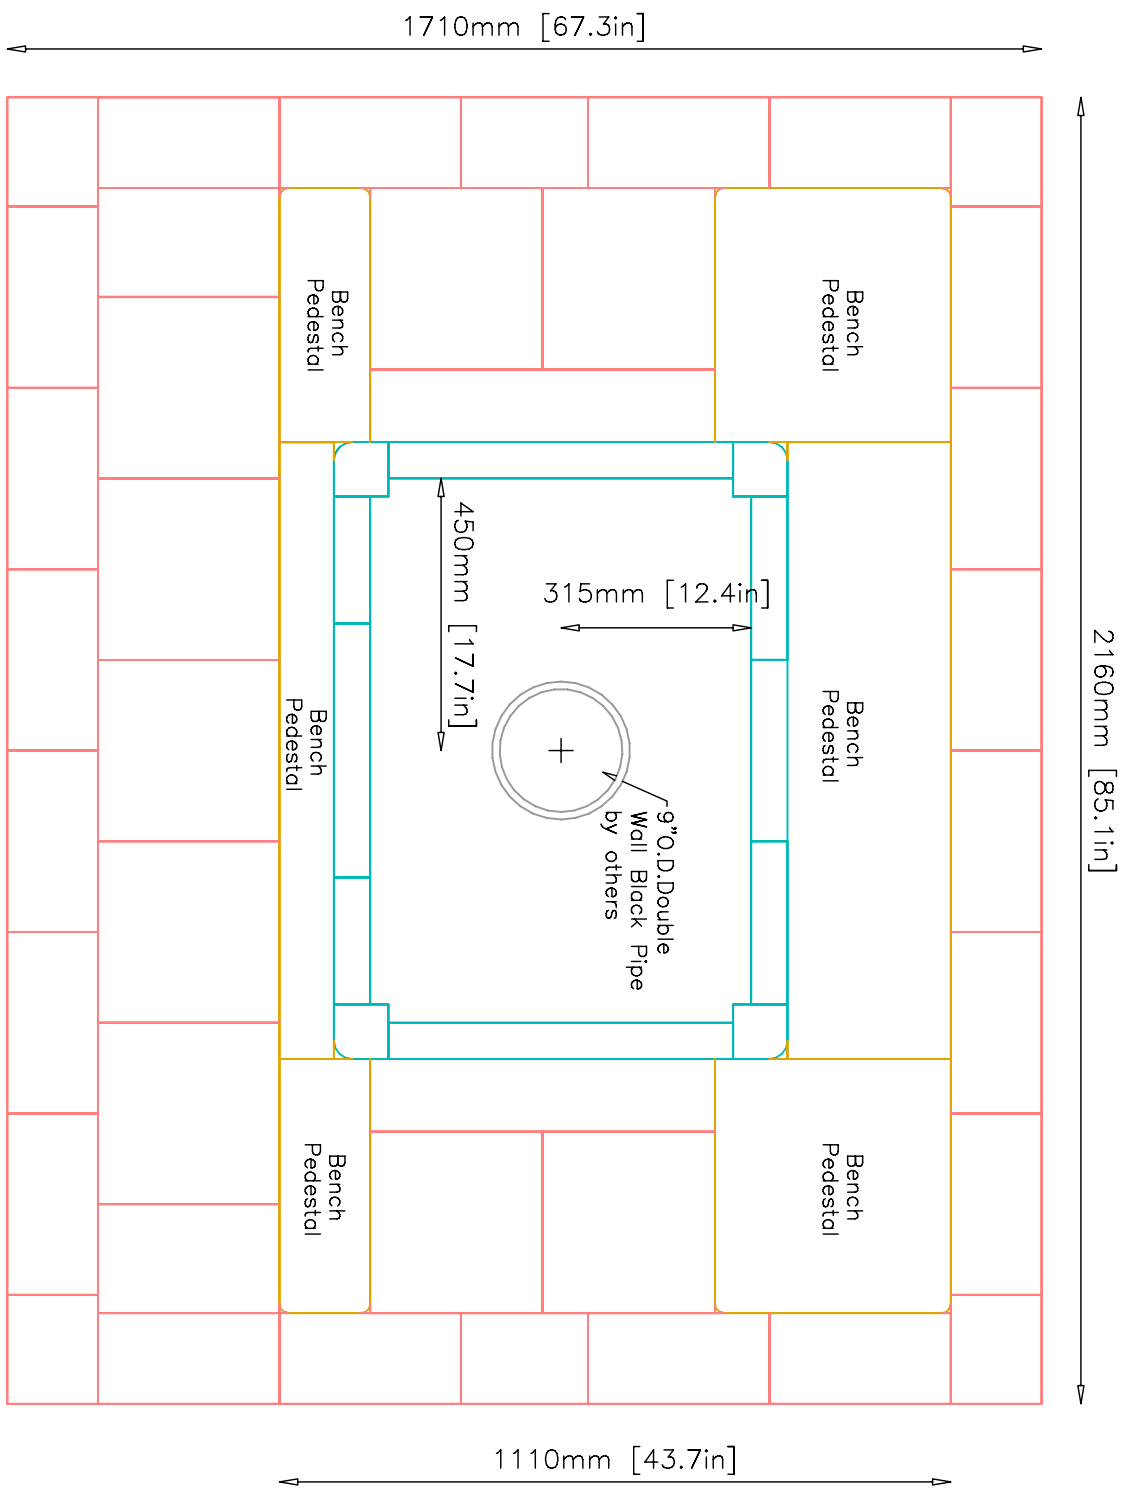 1710mm [67.3in]
2160mm [85.1in]
Bench
Pedestal
Bench
Pedestal
450mm [17.7in]
315mm [12.4in]
Bench
Pedestal
Bench
Pedestal
9"O.D.Double
Wall Black Pipe
by others
Bench
Pedestal
Bench
Pedestal
1110mm [43.7in]